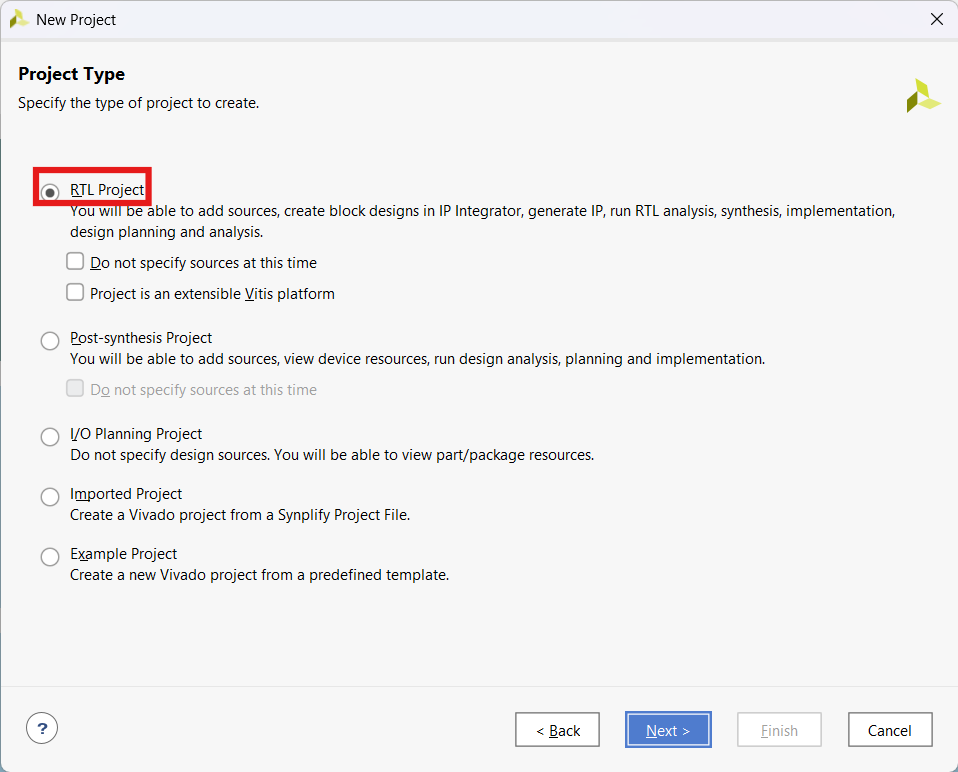 New Project
Project Type
Specify the type of project to create.
RTL Project
You will be able to add sources, create block designs in IP Integrator, generate IP, run RTL analysis, synthesis, implementation,
design planning and analysis.
Do not specify sources at this time
Project is an extensible Vitis platform
Post-synthesis Project
You will be able to add sources, view device resources, run design analysis, planning and implementation.
Do not specify sources at this time
I/O Planning Project
Do not specify design sources. You will be able to view part/package resources.
Imported Project
Create a Vivado project from a Synplify Project File.
Example Project
Create a new Vivado project from a predefined template.
? < Back Next > Finish Cancel